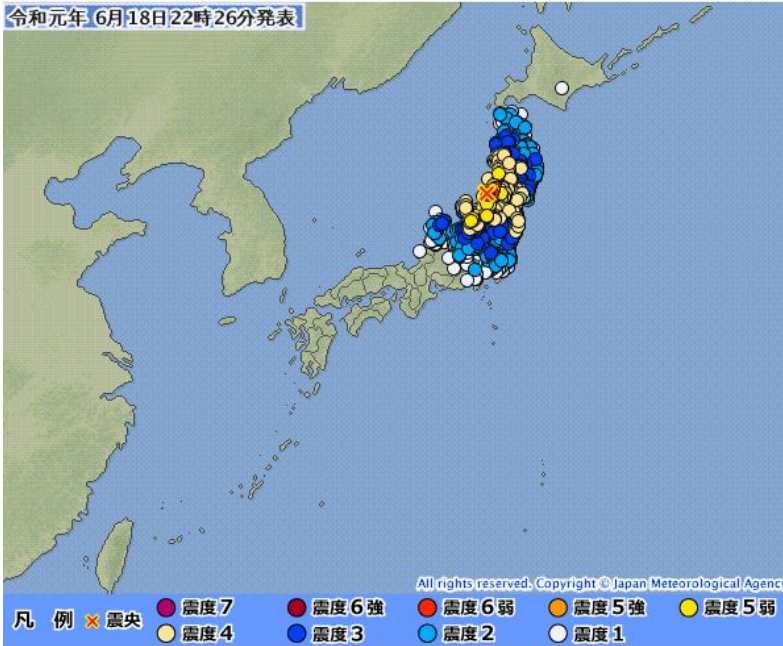 令和元年 6月18日22時26分発表
All rights reserved. Copyright © Japan Meteorological Agency
凡 例 震央 震度7 震度6強 震度6弱 震度5強 震度5弱
震度4 震度3 震度2 震度1